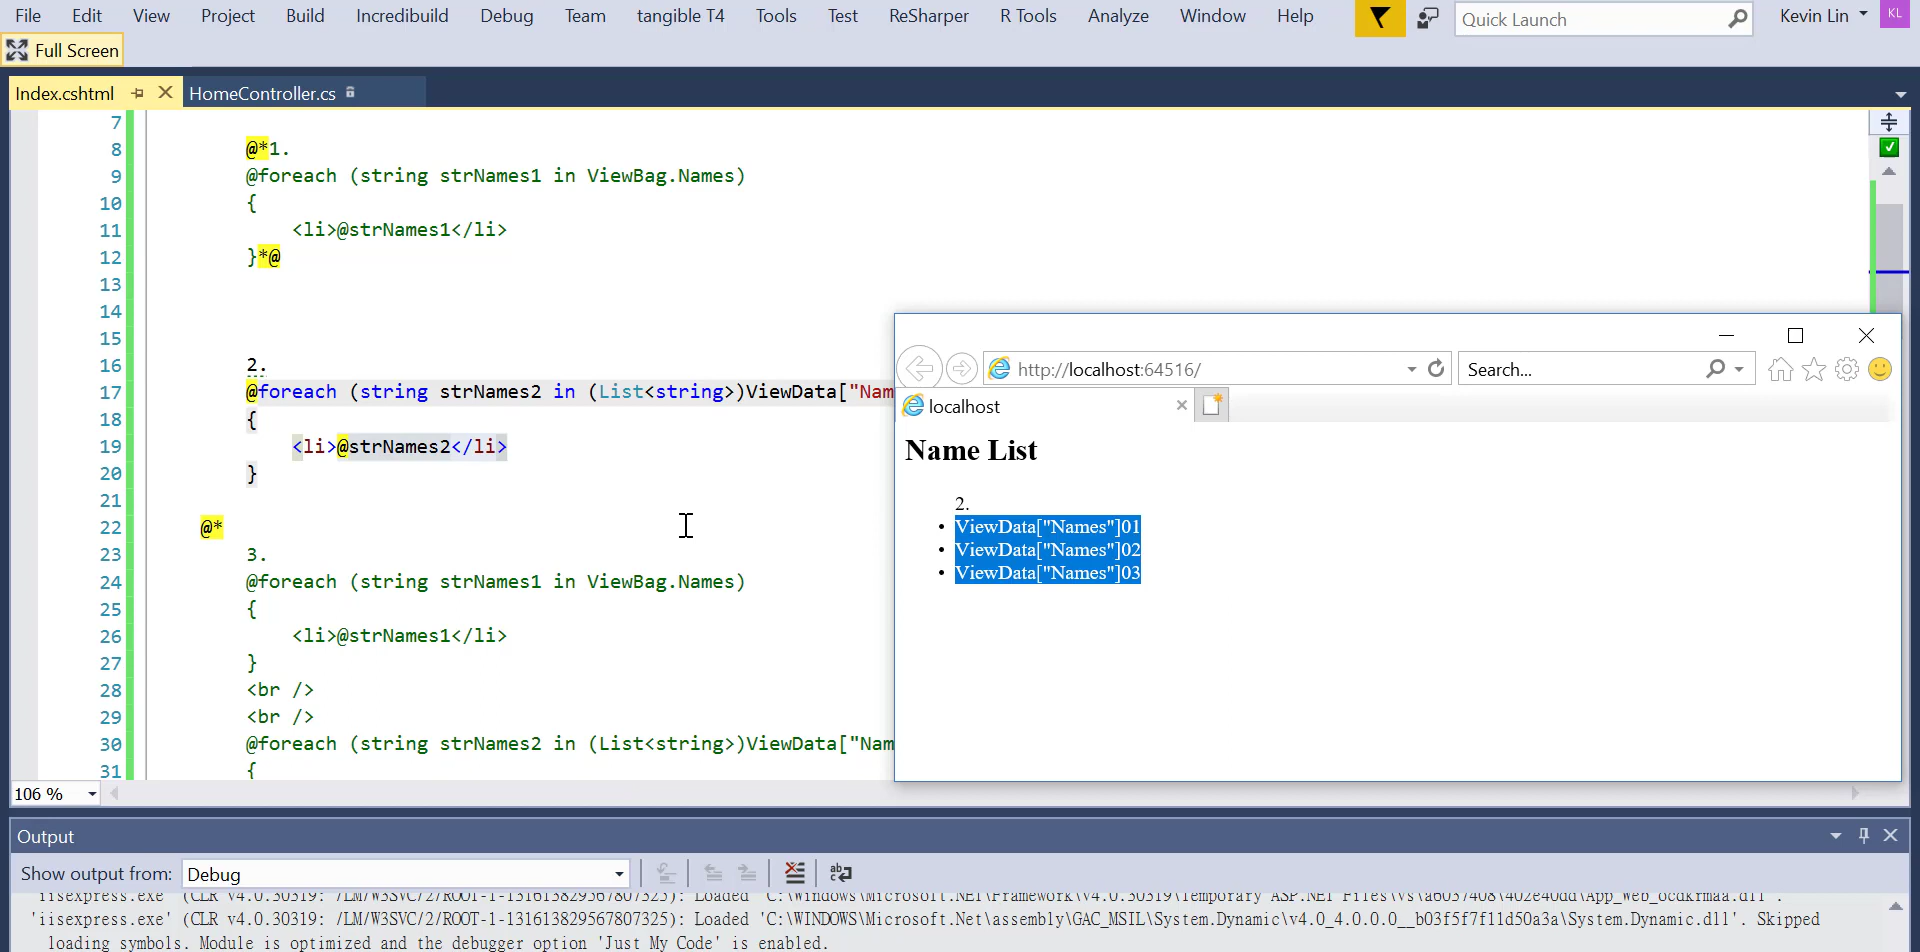 File Edit View Project Build Incredibuild Debug Team tangible T4 Tools Test ReSharper R Tools Analyze Window Help Quick Launch Kevin Lin KL
Full Screen
Index.cshtml HomeController.cs
7
8 @*1.
9 @foreach (string strNames1 in ViewBag.Names)
10 {
11 <li>@strNames1</li>
12 }*@
13
14
15
16 2.
17 @foreach (string strNames2 in (List<string>)ViewData["Nam
18 {
19 <li>@strNames2</li>
20 }
21
22 @*
23 3.
24 @foreach (string strNames1 in ViewBag.Names)
25 {
26 <li>@strNames1</li>
27 }
28 <br />
29 <br />
30 @foreach (string strNames2 in (List<string>)ViewData["Nam
31 {
106 %
http://localhost:64516/ Search...
localhost
Name List
2.
• ViewData["Names"]01
• ViewData["Names"]02
• ViewData["Names"]03
Output
Show output from: Debug
'iisexpress.exe' (CLR v4.0.30319: /LM/W3SVC/2/ROOT-1-131613829567807325): Loaded 'C:\WINDOWS\Microsoft.Net\assembly\GAC_MSIL\System.Dynamic\v4.0_4.0.0.0__b03f5f7f11d50a3a\System.Dynamic.dll'. Skipped
loading symbols. Module is optimized and the debugger option 'Just My Code' is enabled.